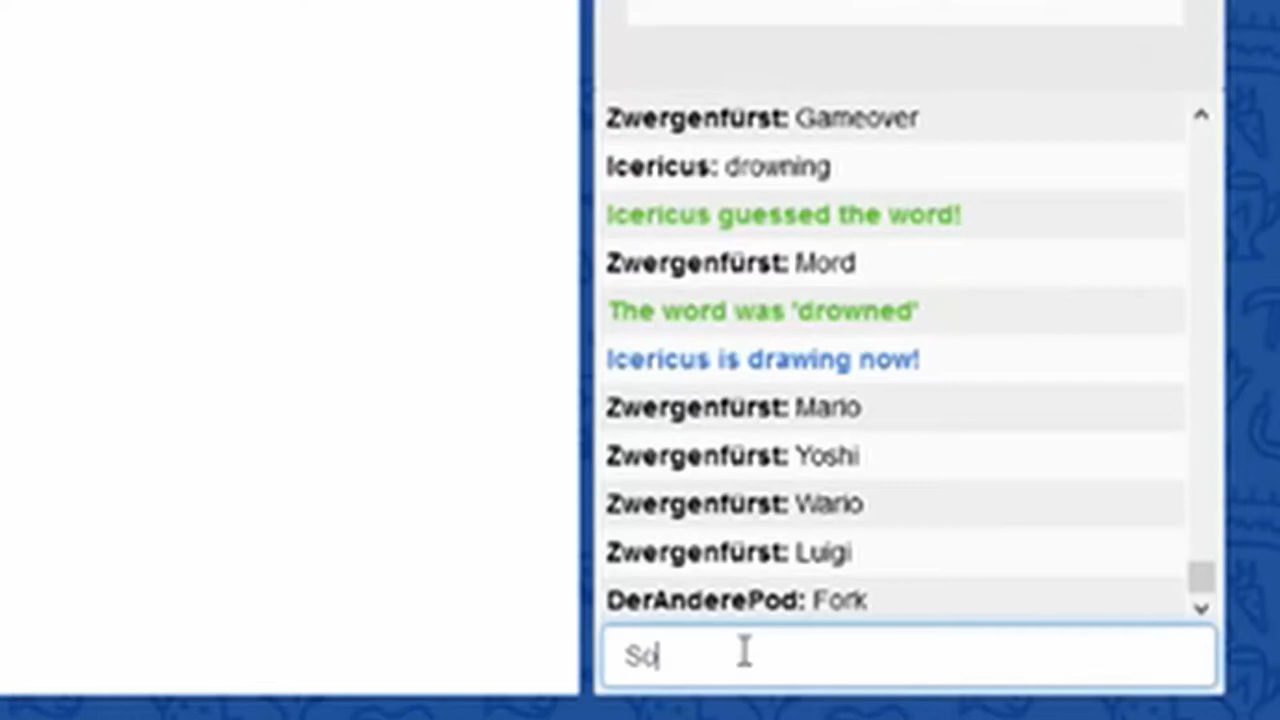 Zwergenfürst: Gameover
Icericus: drowning
Icericus guessed the word!
Zwergenfürst: Mord
The word was 'drowned'
Icericus is drawing now!
Zwergenfürst: Mario
Zwergenfürst: Yoshi
Zwergenfürst: Wario
Zwergenfürst: Luigi
DerAnderePod: Fork
So